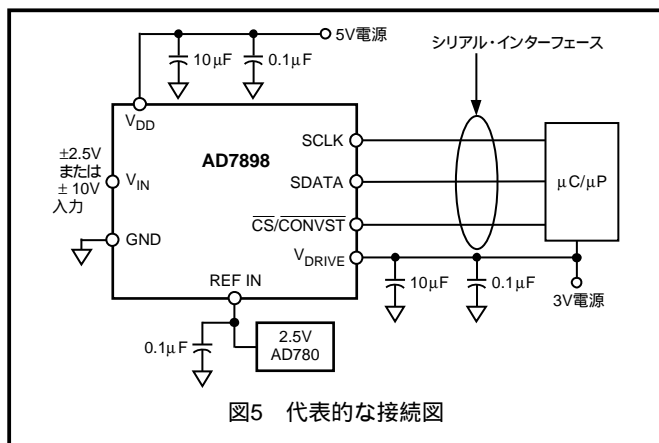 5V電源
10μF
0.1μF
シリアル・インターフェース
VDD
AD7898
SCLK
±2.5V
または
± 10V
入力
VIN
SDATA
μC/μP
CS/CONVST
GND
VDRIVE
REF IN
10μF
0.1μF
3V電源
0.1μF
2.5V
AD780
図5 代表的な接続図